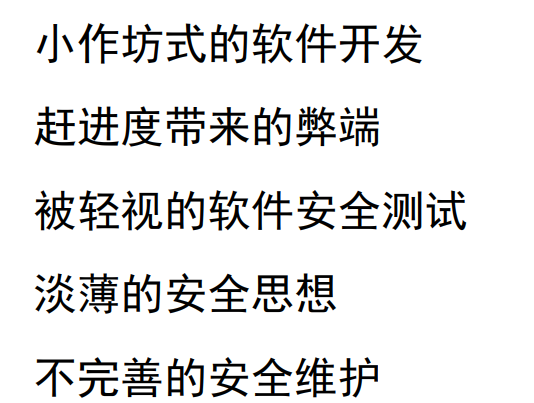 小作坊式的软件开发
赶进度带来的弊端
被轻视的软件安全测试
淡薄的安全思想
不完善的安全维护